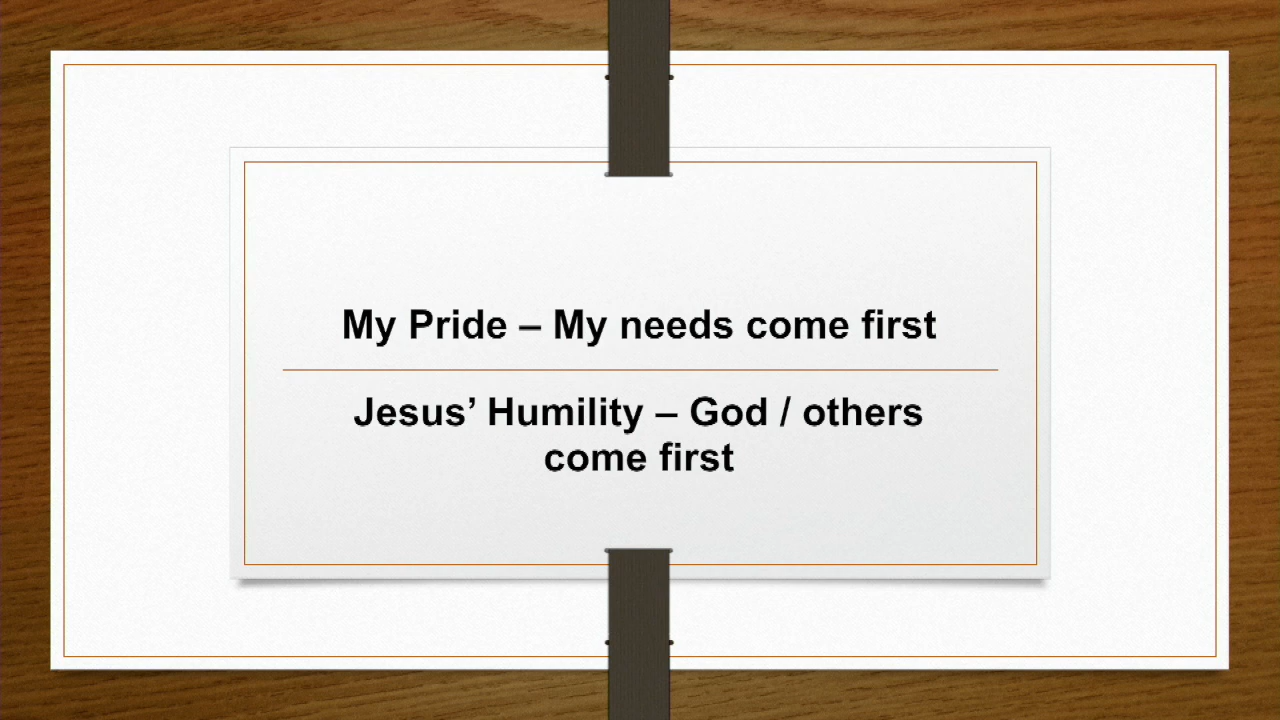 My Pride – My needs come first
Jesus’ Humility – God / others
come first